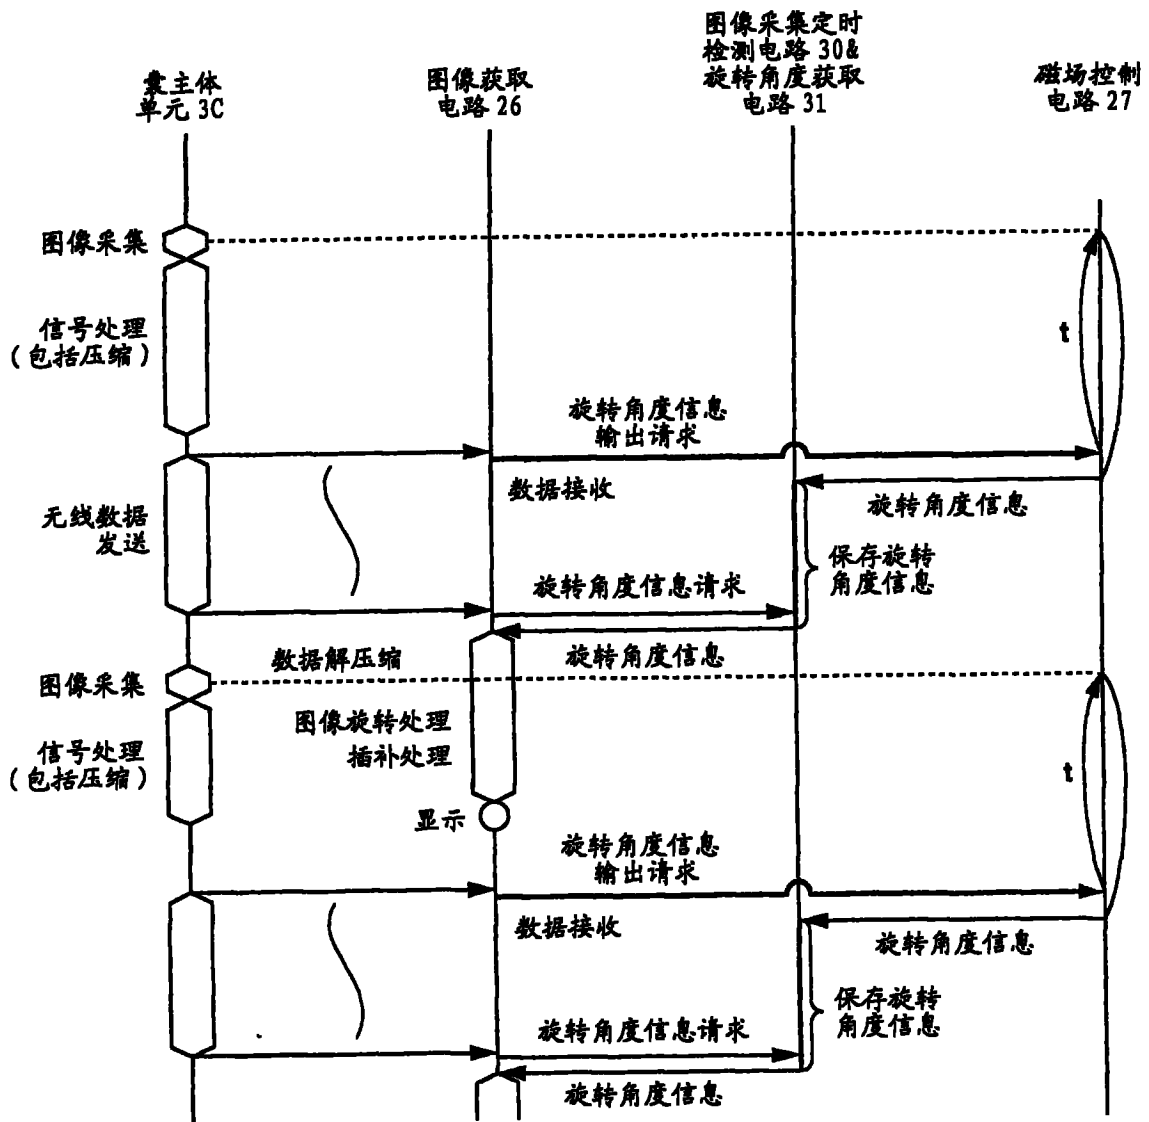 囊主体
单元 3C
图像获取
电路 26
图像采集定时
检测电路 30&
旋转角度获取
电路 31
磁场控制
电路 27
图像采集
信号处理
(包括压缩)
t
旋转角度信息
输出请求
数据接收
旋转角度信息
无线数据
发送
保存旋转
角度信息
旋转角度信息请求
旋转角度信息
数据解压缩
图像采集
图像旋转处理
插补处理
信号处理
(包括压缩)
t
显示
旋转角度信息
输出请求
数据接收
旋转角度信息
保存旋转
角度信息
旋转角度信息请求
旋转角度信息